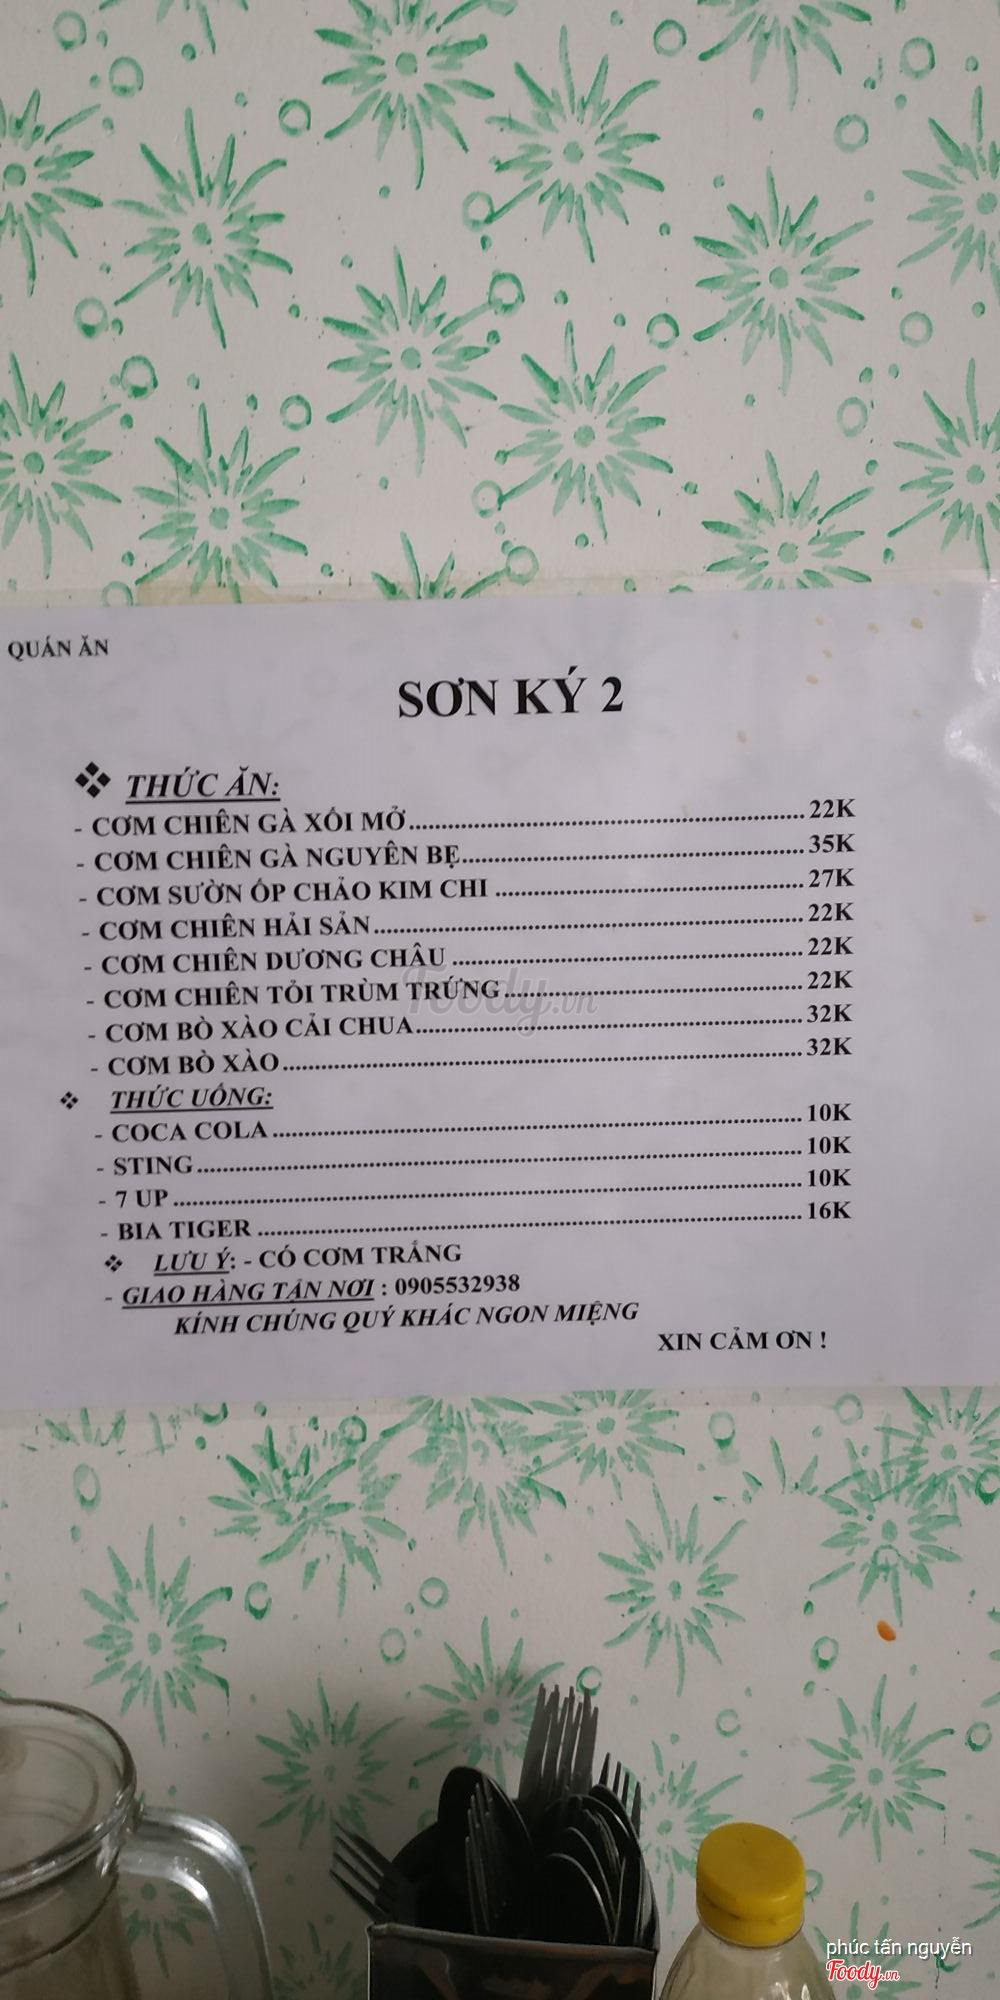 QUÁN ĂN
SƠN KÝ 2
❖ THỨC ĂN:
- CƠM CHIÊN GÀ XỐI MỞ.......... 22K
- CƠM CHIÊN GÀ NGUYÊN BẸ.......... 35K
- CƠM SƯỜN ỐP CHẢO KIM CHI .......... 27K
- CƠM CHIÊN HẢI SẢN.......... 22K
- CƠM CHIÊN DƯƠNG CHÂU .......... 22K
- CƠM CHIÊN TỎI TRÙM TRỨNG .......... 22K
- CƠM BÒ XÀO CẢI CHUA.......... 32K
- CƠM BÒ XÀO.......... 32K
❖ THỨC UỐNG:
- COCA COLA .......... 10K
- STING.......... 10K
- 7 UP .......... 10K
- BIA TIGER .......... 16K
❖ LƯU Ý: - CÓ CƠM TRẮNG
- GIAO HÀNG TẬN NƠI : 0905532938
KÍNH CHÚNG QUÝ KHÁC NGON MIỆNG
XIN CẢM ƠN !
Foody.vn
phúc tấn nguyễn
Foody.vn